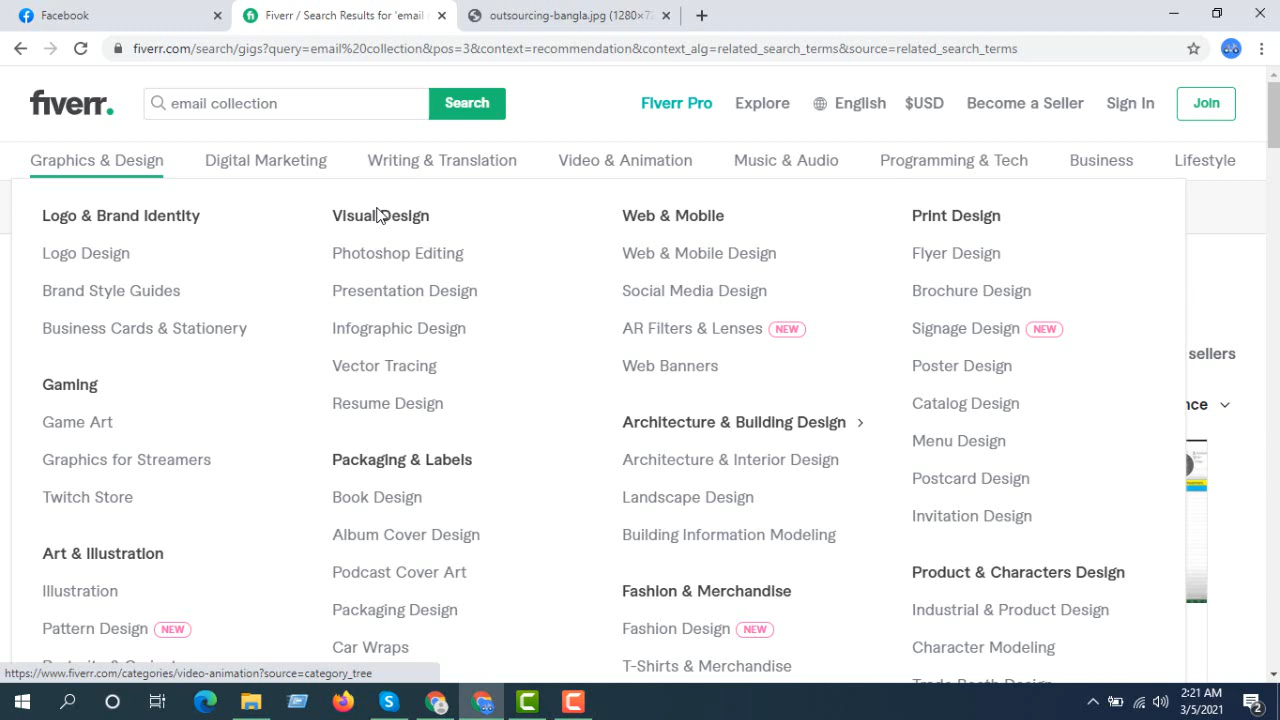 Facebook
Fiverr / Search Results for 'email
outsourcing-bangla.jpg (1280×72
fiverr.com/search/gigs?query=email%20collection&pos=3&context=recommendation&context_alg=related_search_terms&source=related_search_terms
fiverr.
email collection
Search
Fiverr Pro
Explore
English
$USD
Become a Seller
Sign In
Join
Graphics & Design
Digital Marketing
Writing & Translation
Video & Animation
Music & Audio
Programming & Tech
Business
Lifestyle
Logo & Brand Identity
Logo Design
Brand Style Guides
Business Cards & Stationery
Gaming
Game Art
Graphics for Streamers
Twitch Store
Art & Illustration
Illustration
Pattern Design NEW
Visual Design
Photoshop Editing
Presentation Design
Infographic Design
Vector Tracing
Resume Design
Packaging & Labels
Book Design
Album Cover Design
Podcast Cover Art
Packaging Design
Car Wraps
Web & Mobile
Web & Mobile Design
Social Media Design
AR Filters & Lenses NEW
Web Banners
Architecture & Building Design
Architecture & Interior Design
Landscape Design
Building Information Modeling
Fashion & Merchandise
Fashion Design NEW
T-Shirts & Merchandise
Print Design
Flyer Design
Brochure Design
Signage Design NEW
Poster Design
Catalog Design
Menu Design
Postcard Design
Invitation Design
Product & Characters Design
Industrial & Product Design
Character Modeling
Trade Booth Design
sellers
nce
https://www.fiverr.com/categories/video-animation?source=category_tree
2:21 AM
3/5/2021
2